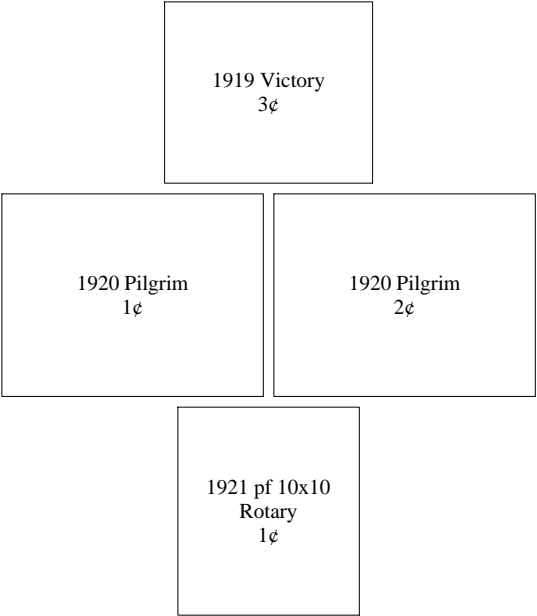 1919 Victory
3¢
1920 Pilgrim
1¢
1920 Pilgrim
2¢
1921 pf 10x10
Rotary
1¢